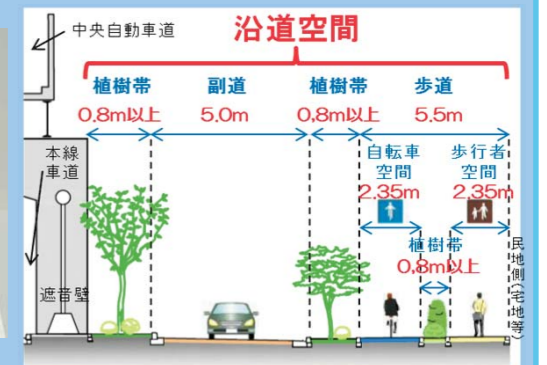 中央自動車道
沿道空間
植樹帯
副道
植樹帯
歩道
0.8m以上
5.0m
0.8m以上
5.5m
本線
車道
自転車
空間
2.35m
歩行者
空間
2.35m
植樹帯
0.8m以上
遮音壁
民地側(宅地等)